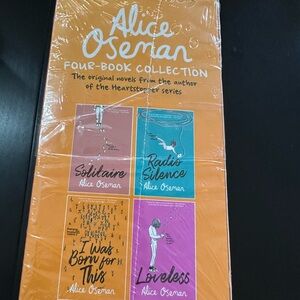 Alice
Oseman
FOUR-BOOK COLLECTION
The original novels from the author
of the Heartstopper series
Solitaire
Alice Oseman
Radio
Silence
Alice Oseman
I Was
Born for
This
Alice Oseman
Loveless
Alice Oseman